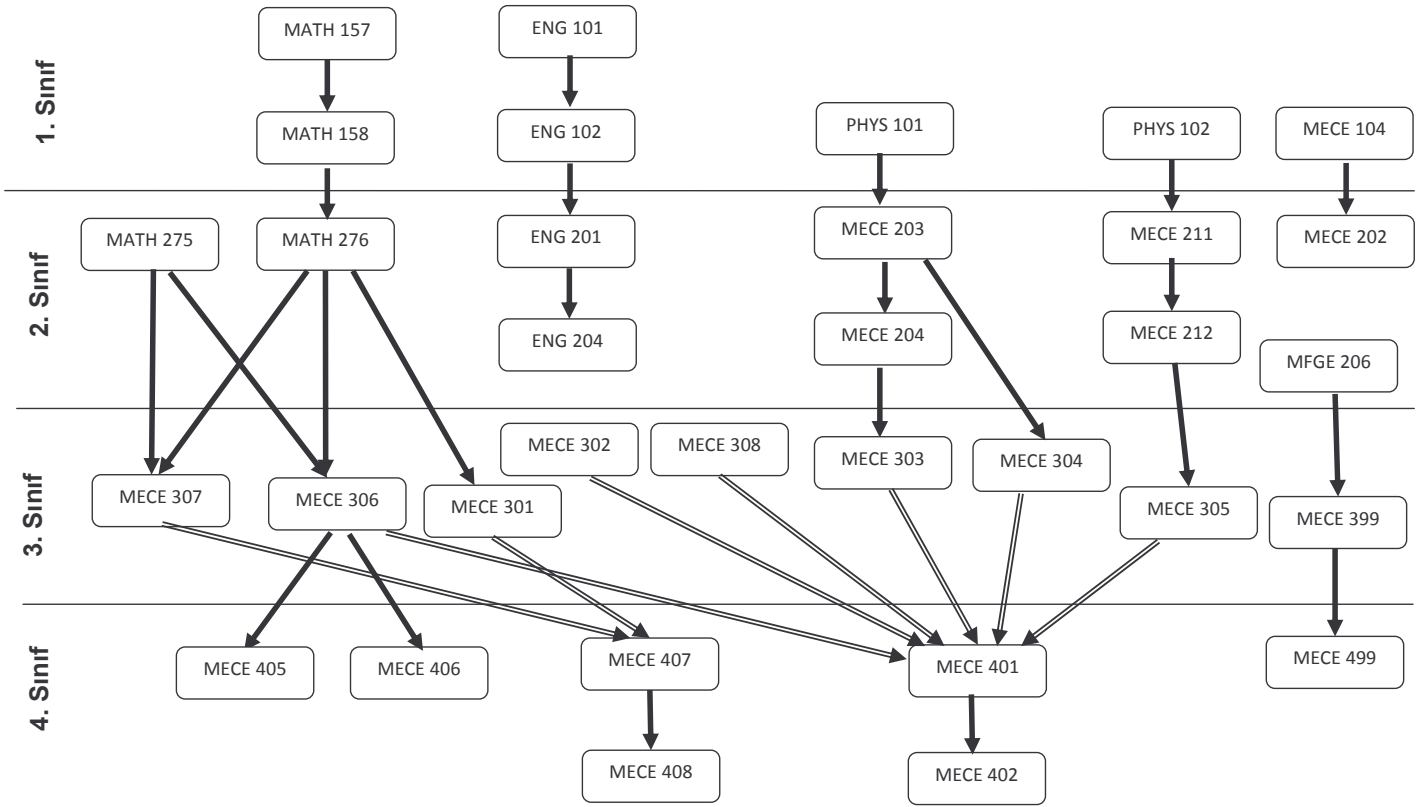 1. Sınıf
MATH 157
ENG 101
MATH 158
ENG 102
PHYS 101
PHYS 102
MECE 104
2. Sınıf
MATH 275
MATH 276
ENG 201
MECE 203
MECE 211
MECE 202
ENG 204
MECE 204
MECE 212
MFGE 206
3. Sınıf
MECE 307
MECE 306
MECE 301
MECE 302
MECE 308
MECE 303
MECE 304
MECE 305
MECE 399
4. Sınıf
MECE 405
MECE 406
MECE 407
MECE 401
MECE 499
MECE 408
MECE 402